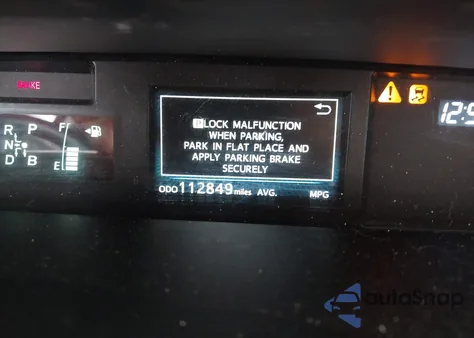 BRAKE
R P
N
D B
F
E
P LOCK MALFUNCTION
WHEN PARKING,
PARK IN FLAT PLACE AND
APPLY PARKING BRAKE
SECURELY
ODO 112849 miles AVG. MPG
autoSnap